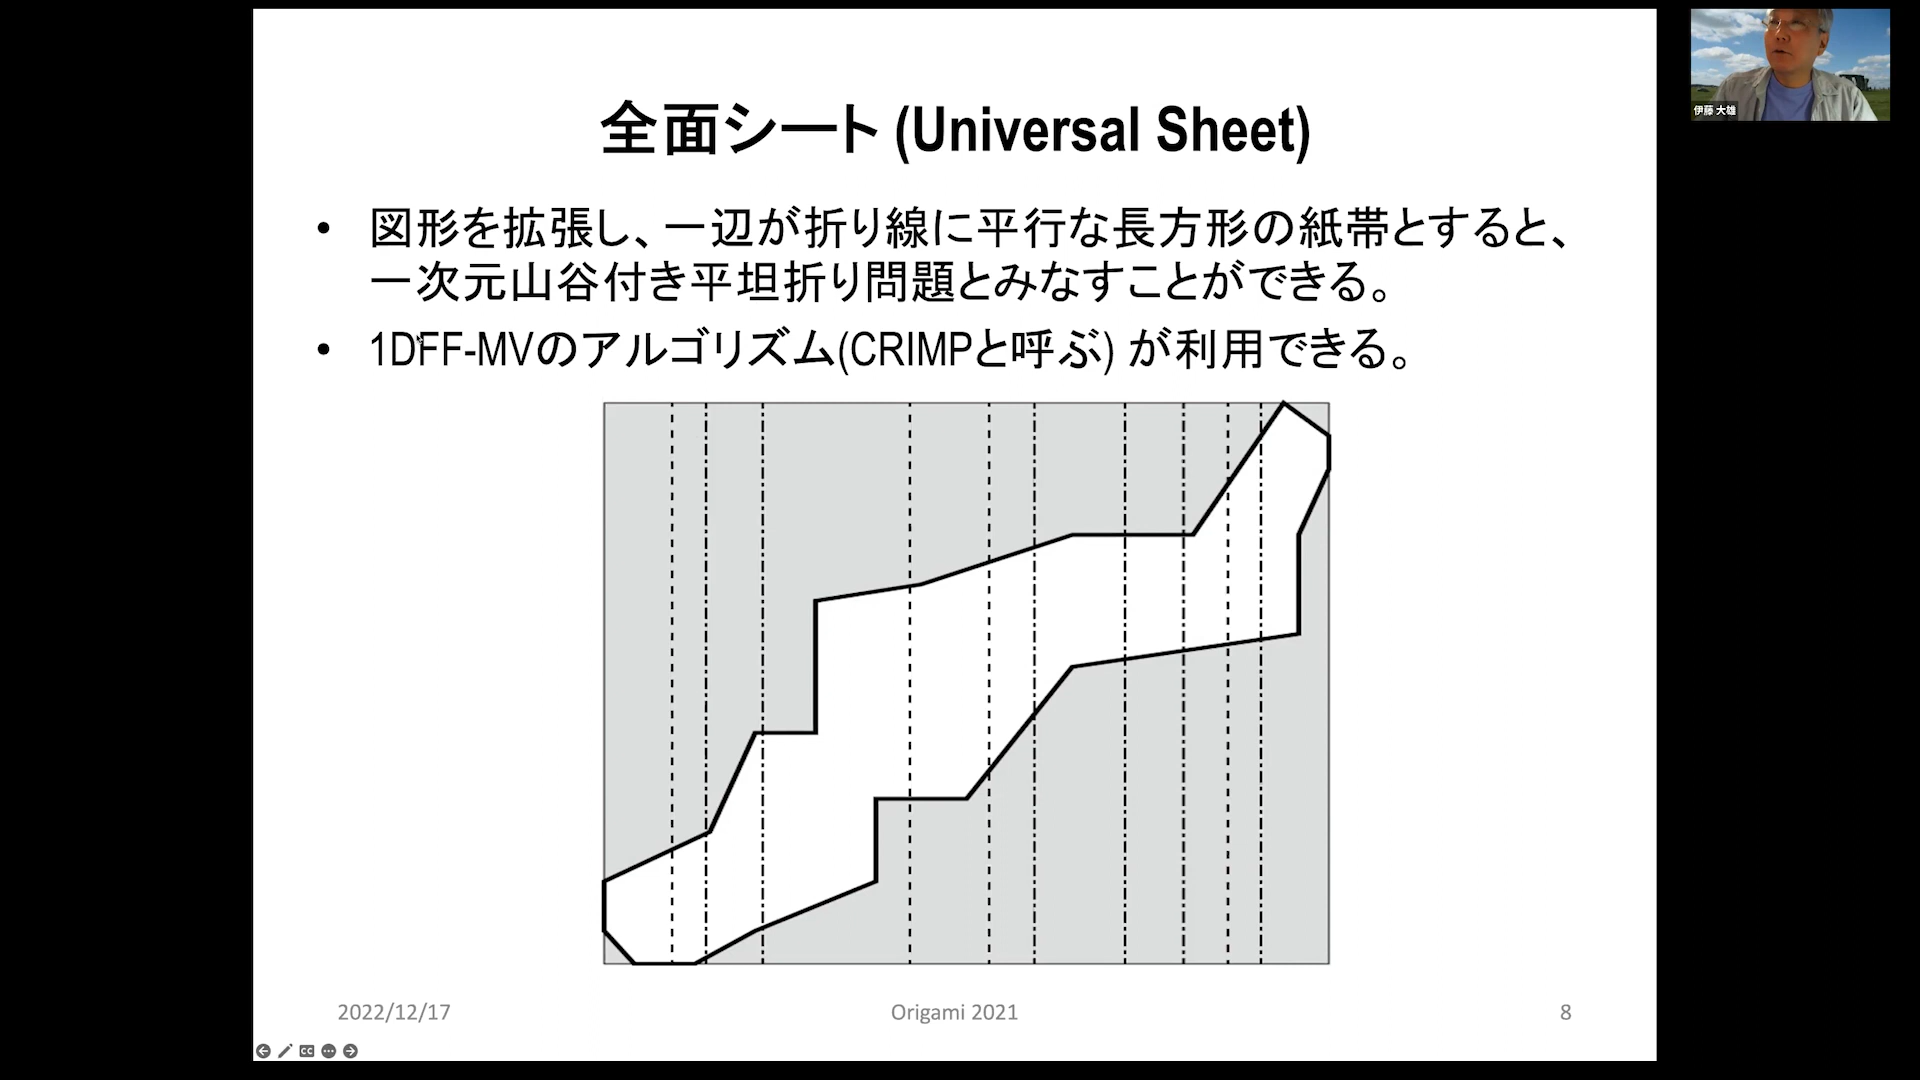 全面シート (Universal Sheet)
• 図形を拡張し、一辺が折り線に平行な長方形の紙帯とすると、
一次元山谷付き平坦折り問題とみなすことができる。
• 1DFF-MVのアルゴリズム(CRIMPと呼ぶ) が利用できる。
2022/12/17
Origami 2021
8
伊藤 大雄